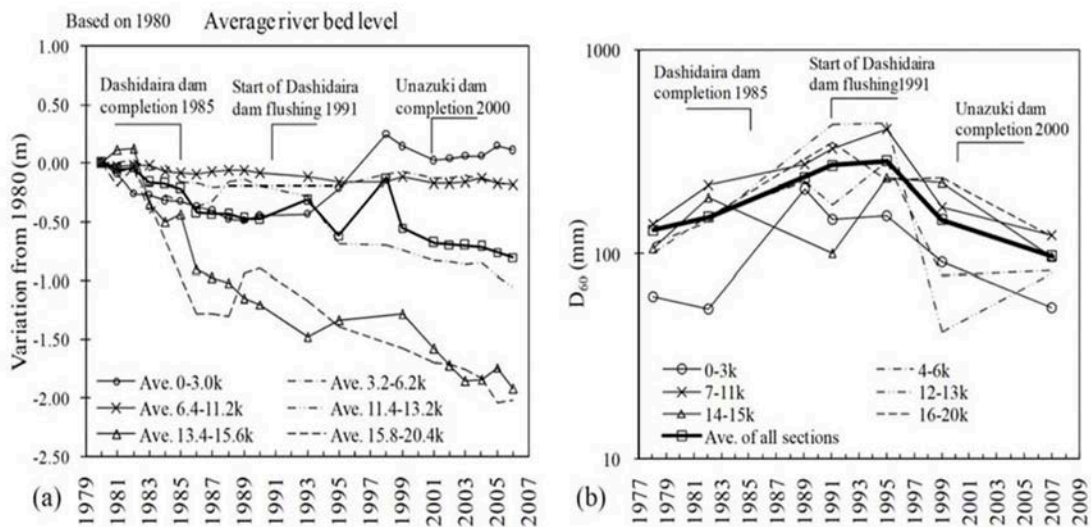 Based on 1980 Average river bed level
Variation from 1980 (m)
1.00
0.50
0.00
-0.50
-1.00
-1.50
-2.00
-2.50
Dashidaira dam
completion 1985
Start of Dashidaira
dam flushing 1991
Unazuki dam
completion 2000
Ave. 0-3.0k
Ave. 3.2-6.2k
Ave. 6.4-11.2k
Ave. 11.4-13.2k
Ave. 13.4-15.6k
Ave. 15.8-20.4k
(a)
1979
1981
1983
1985
1987
1989
1991
1993
1995
1997
1999
2001
2003
2005
2007
D60 (mm)
1000
100
10
Dashidaira dam
completion 1985
Start of Dashidaira
dam flushing1991
Unazuki dam
completion 2000
0-3k
4-6k
7-11k
12-13k
14-15k
16-20k
Ave. of all sections
(b)
1977
1979
1981
1983
1985
1987
1989
1991
1993
1995
1997
1999
2001
2003
2005
2007
2009